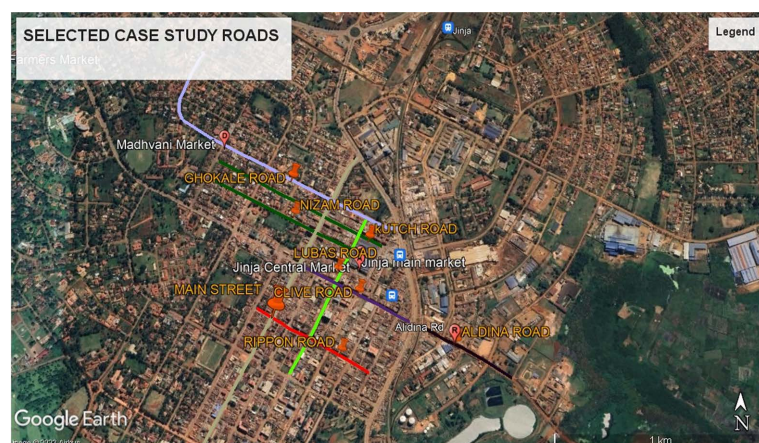 SELECTED CASE STUDY ROADS
Legend
Jinja
Farmers Market
Madhvani Market
GHOKALE ROAD
NIZAM ROAD
KUTCH ROAD
LUBAS ROAD
Jinja Central Market
Jinja main market
MAIN STREET
CLIVE ROAD
Aldina Rd
ALDINA ROAD
RIPPON ROAD
Google Earth
N
1 km